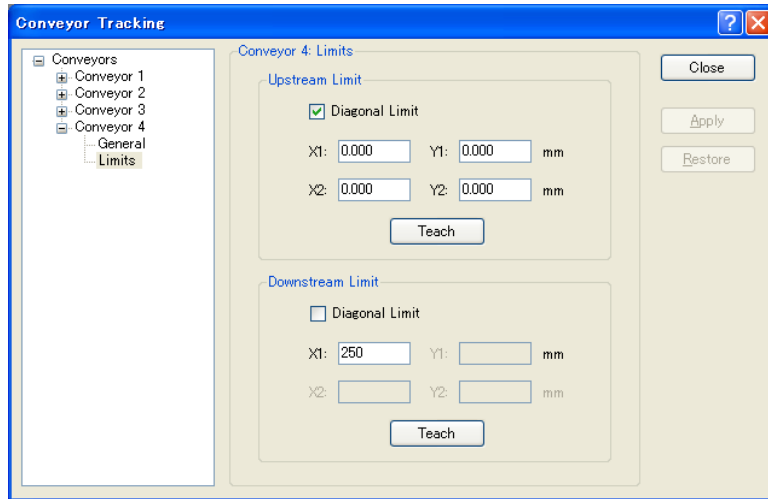 Conveyor Tracking
Conveyors
Conveyor 1
Conveyor 2
Conveyor 3
Conveyor 4
General
Limits
Conveyor 4: Limits
Upstream Limit
Diagonal Limit
X1: 0.000 Y1: 0.000 mm
X2: 0.000 Y2: 0.000 mm
Teach
Downstream Limit
Diagonal Limit
X1: 250 Y1: mm
X2: Y2: mm
Teach
Close
Apply
Restore